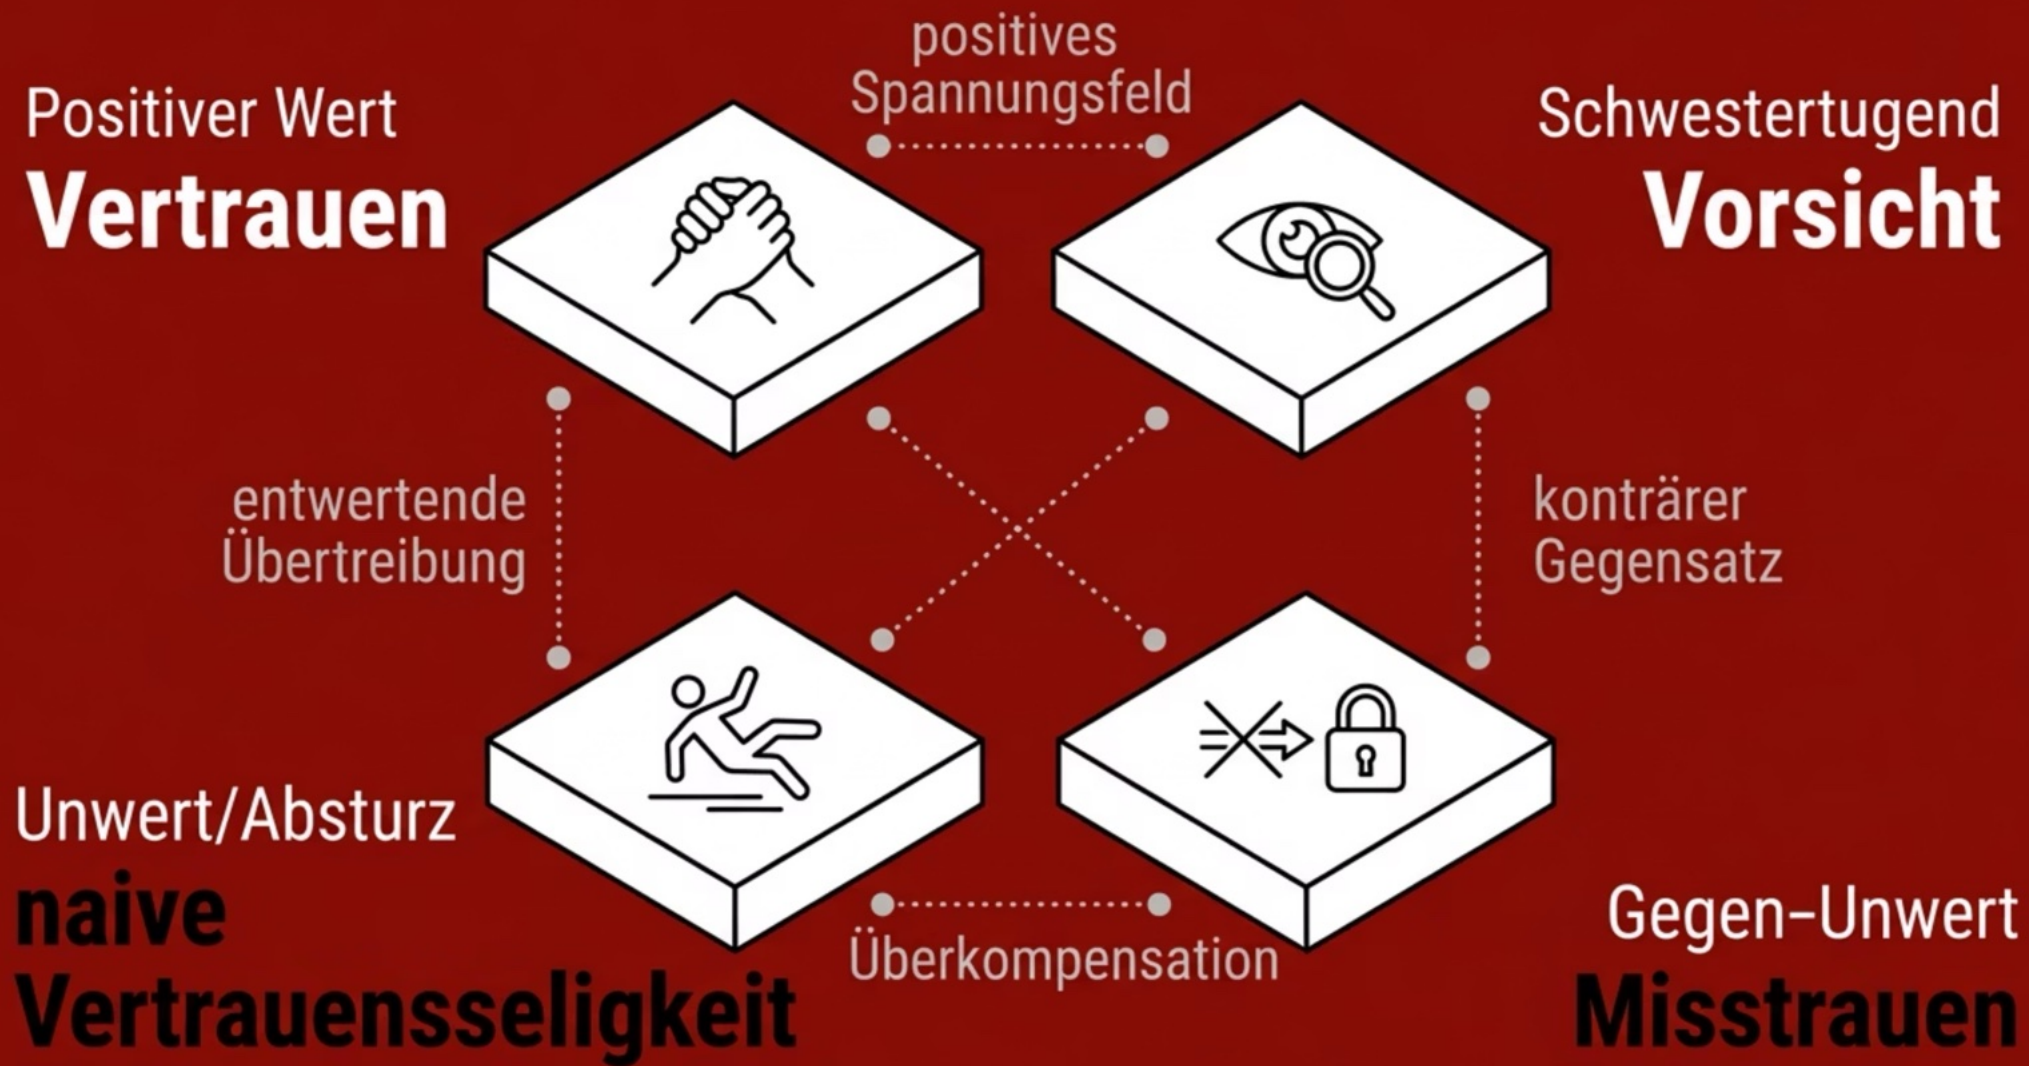 positives
Spannungsfeld
Positiver Wert
Vertrauen
Schwestertugend
Vorsicht
entwertende
Übertreibung
konträrer
Gegensatz
Unwert/Absturz
naive
Vertrauensseligkeit
Überkompensation
Gegen-Unwert
Misstrauen